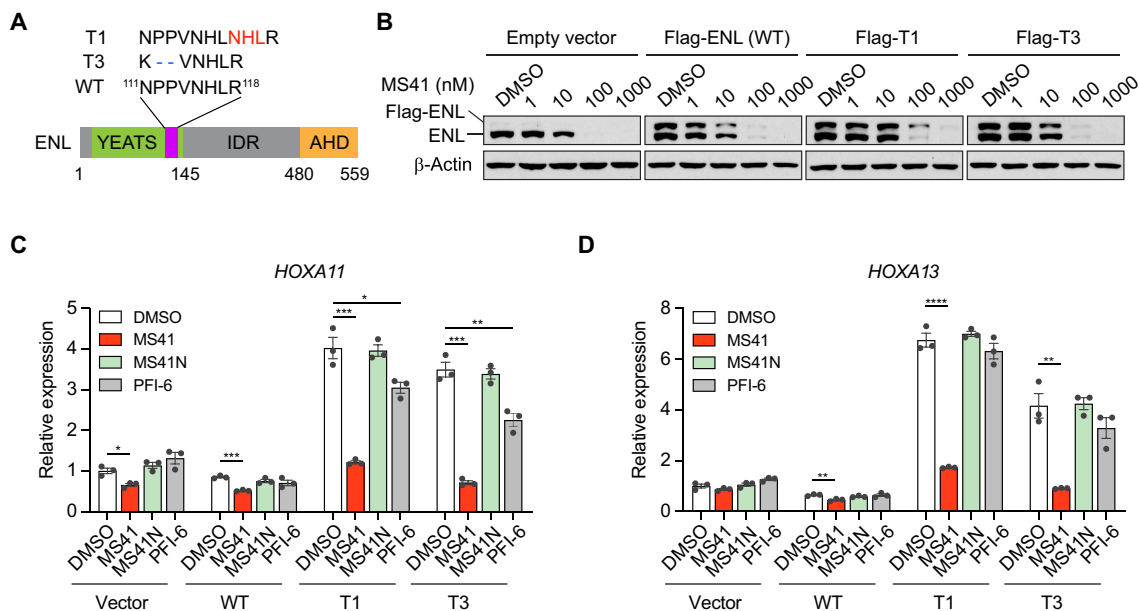 A
T1 NPPVNHLNHLR
T3 K--VNHLR
WT ¹¹¹NPPVNHLR¹¹⁸
ENL YEATS IDR AHD
1 145 480 559
B
Empty vector Flag-ENL (WT) Flag-T1 Flag-T3
MS41 (nM) DMSO 1 10 100 1000 DMSO 1 10 100 1000 DMSO 1 10 100 1000 DMSO 1 10 100 1000
Flag-ENL
ENL
β-Actin
C
HOXA11
Relative expression
5
4
3
2
1
0
DMSO
MS41
MS41N
PFI-6
* *** *** * *** **
DMSO MS41 MS41N PFI-6 DMSO MS41 MS41N PFI-6 DMSO MS41 MS41N PFI-6 DMSO MS41 MS41N PFI-6
Vector WT T1 T3
D
HOXA13
Relative expression
8
6
4
2
0
DMSO
MS41
MS41N
PFI-6
** **** **
DMSO MS41 MS41N PFI-6 DMSO MS41 MS41N PFI-6 DMSO MS41 MS41N PFI-6 DMSO MS41 MS41N PFI-6
Vector WT T1 T3